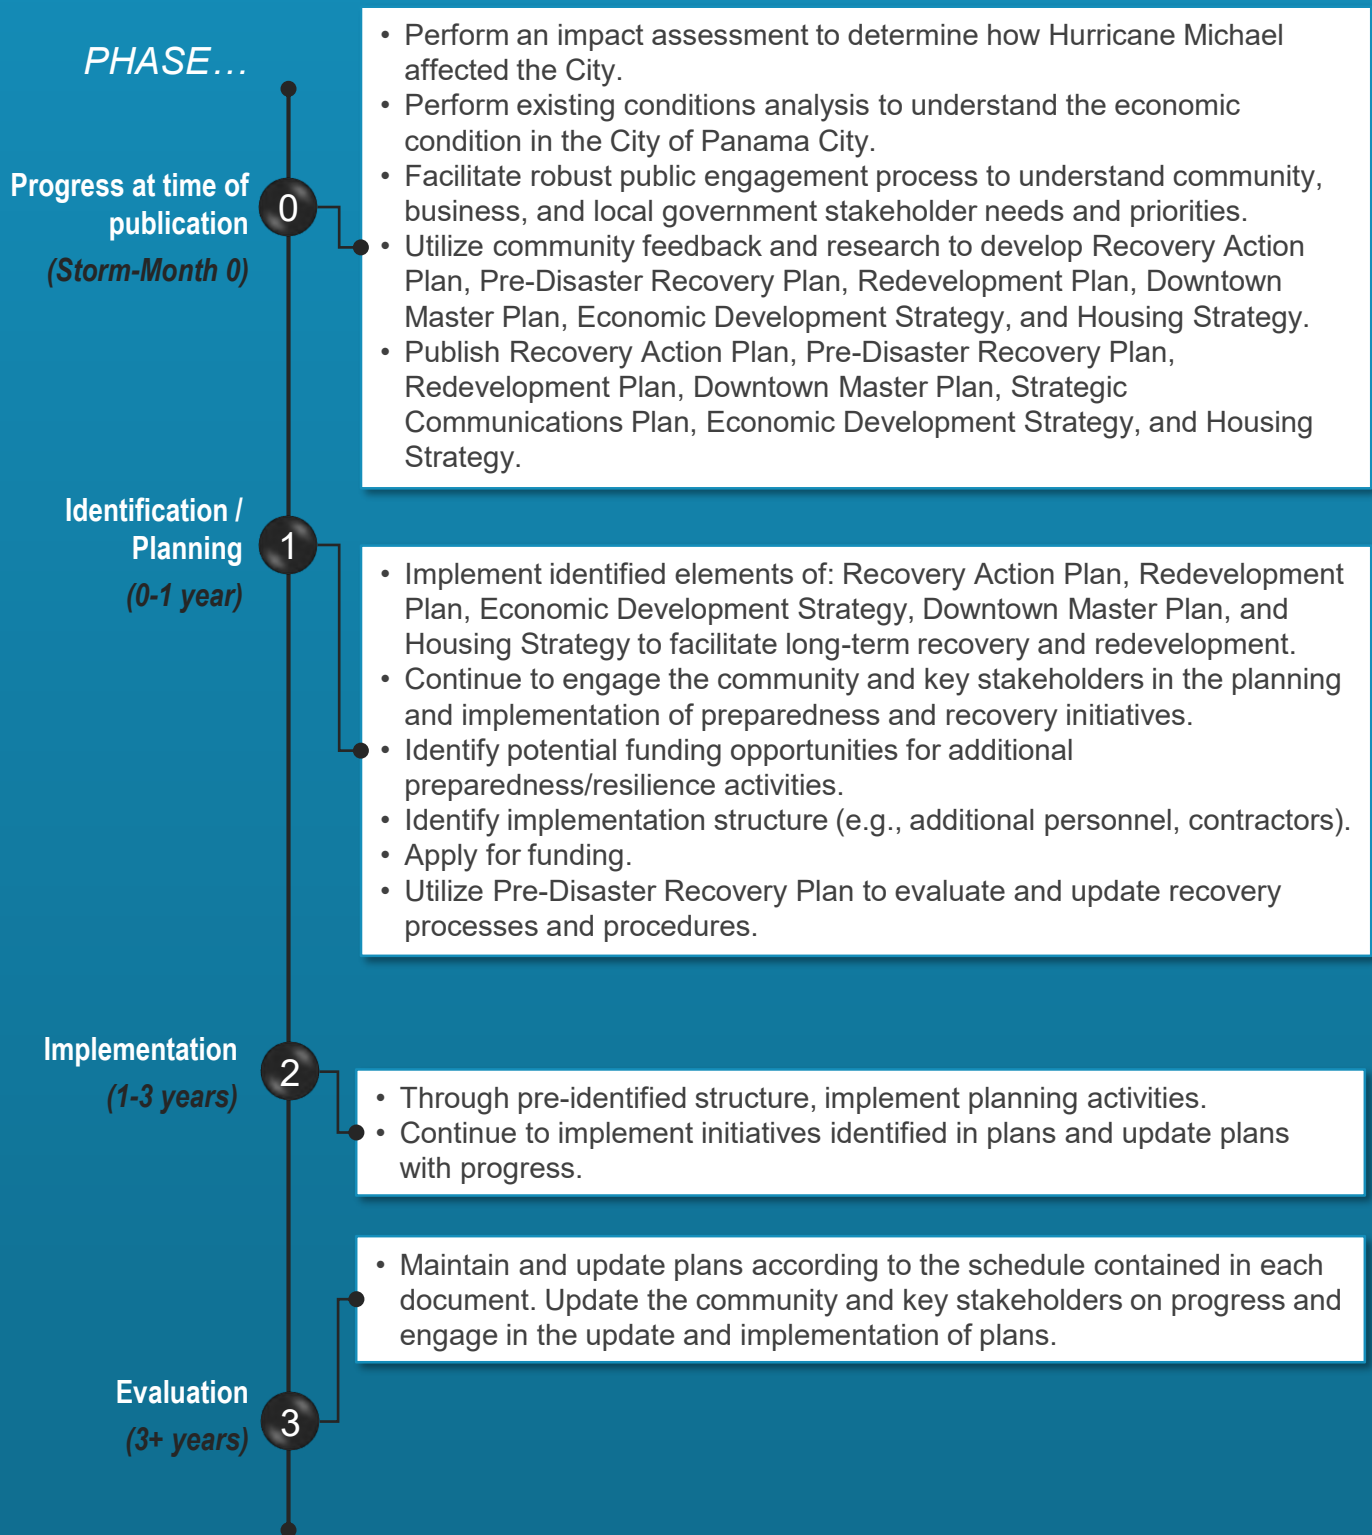 PHASE…
Progress at time of
publication
(Storm-Month 0)
0
• Perform an impact assessment to determine how Hurricane Michael
affected the City.
• Perform existing conditions analysis to understand the economic
condition in the City of Panama City.
• Facilitate robust public engagement process to understand community,
business, and local government stakeholder needs and priorities.
• Utilize community feedback and research to develop Recovery Action
Plan, Pre-Disaster Recovery Plan, Redevelopment Plan, Downtown
Master Plan, Economic Development Strategy, and Housing Strategy.
• Publish Recovery Action Plan, Pre-Disaster Recovery Plan,
Redevelopment Plan, Downtown Master Plan, Strategic
Communications Plan, Economic Development Strategy, and Housing
Strategy.
Identification /
Planning
(0-1 year)
1
• Implement identified elements of: Recovery Action Plan, Redevelopment
Plan, Economic Development Strategy, Downtown Master Plan, and
Housing Strategy to facilitate long-term recovery and redevelopment.
• Continue to engage the community and key stakeholders in the planning
and implementation of preparedness and recovery initiatives.
• Identify potential funding opportunities for additional
preparedness/resilience activities.
• Identify implementation structure (e.g., additional personnel, contractors).
• Apply for funding.
• Utilize Pre-Disaster Recovery Plan to evaluate and update recovery
processes and procedures.
Implementation
(1-3 years)
2
• Through pre-identified structure, implement planning activities.
• Continue to implement initiatives identified in plans and update plans
with progress.
• Maintain and update plans according to the schedule contained in each
document. Update the community and key stakeholders on progress and
engage in the update and implementation of plans.
Evaluation
(3+ years)
3